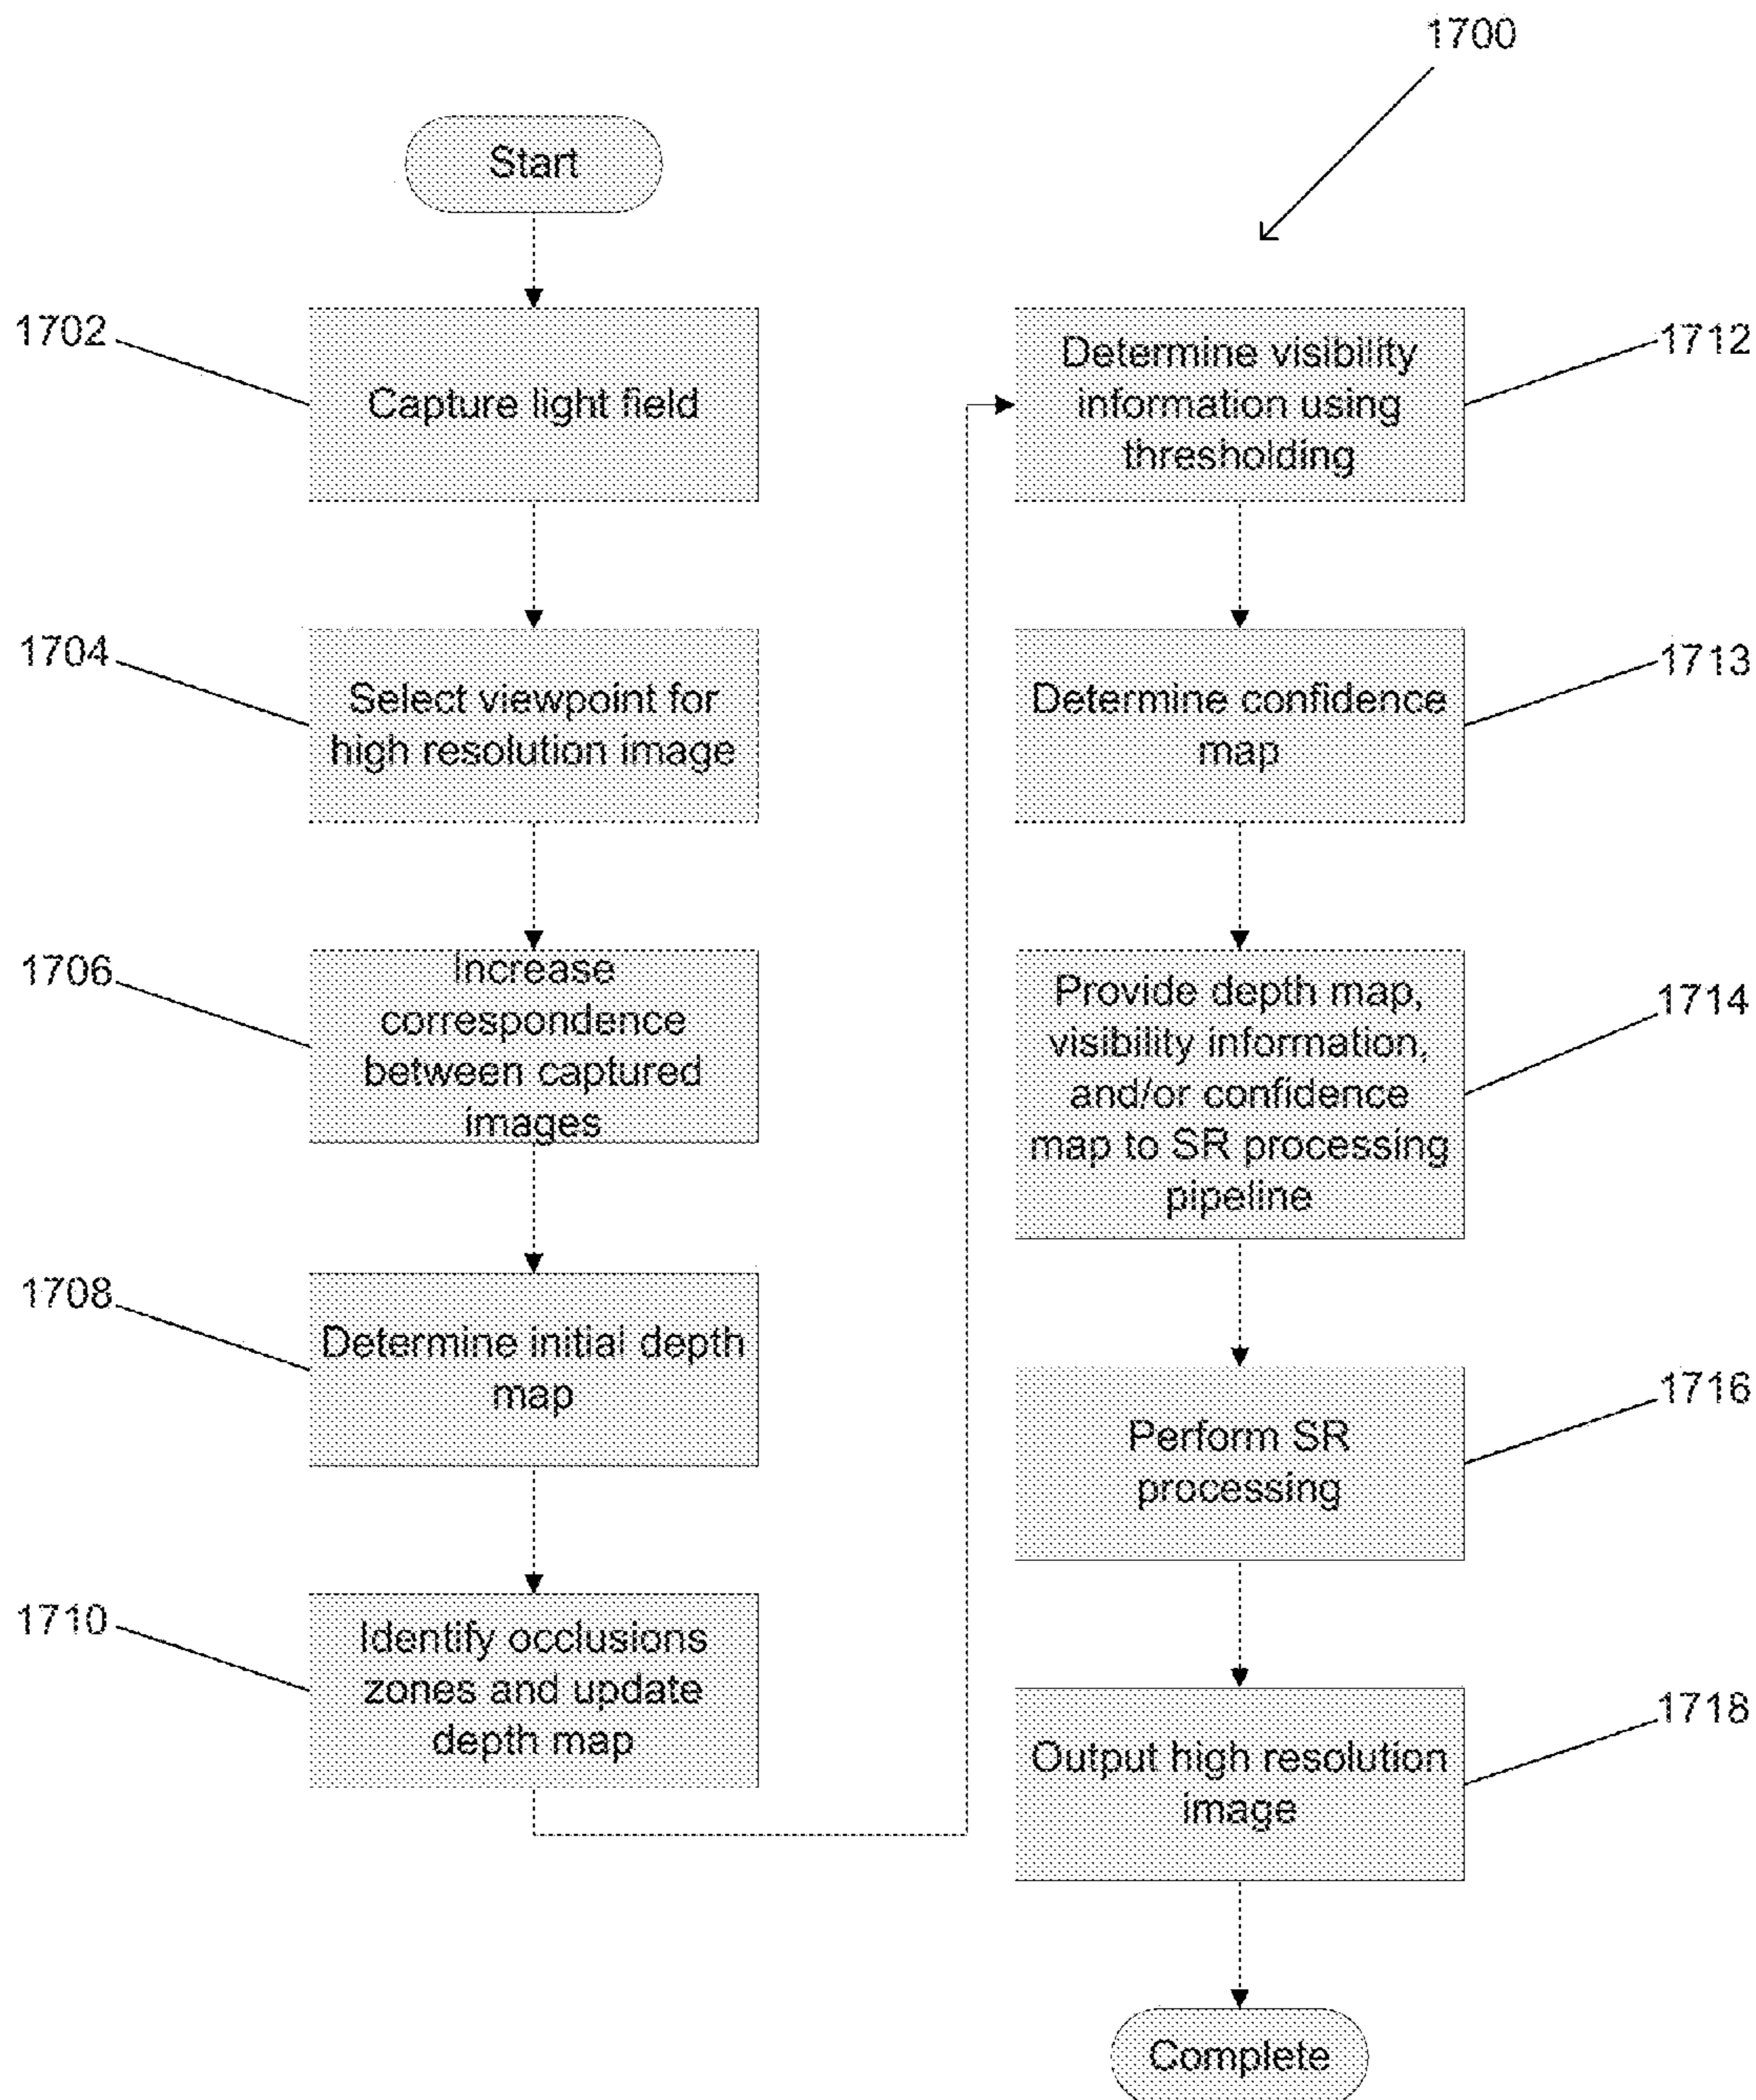 1700
Start
1702
Capture light field
1704
Select viewpoint for
high resolution image
1706
Increase
correspondence
between captured
images
1708
Determine initial depth
map
1710
Identify occlusions
zones and update
depth map
Determine visibility
information using
thresholding
1712
Determine confidence
map
1713
Provide depth map,
visibility information,
and/or confidence
map to SR processing
pipeline
1714
Perform SR
processing
1716
Output high resolution
image
1718
Complete